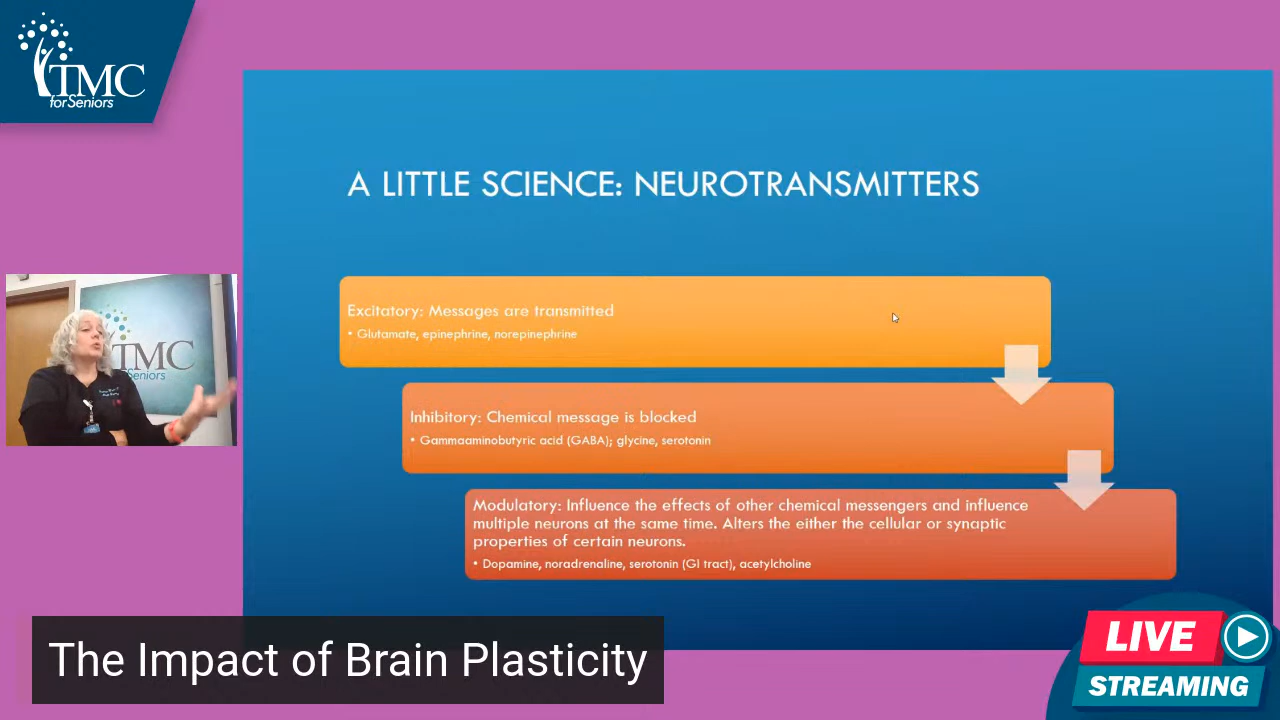 TMC
for Seniors
A LITTLE SCIENCE: NEUROTRANSMITTERS
Excitatory: Messages are transmitted
• Glutamate, epinephrine, norepinephrine
Inhibitory: Chemical message is blocked
• Gammaaminobutyric acid (GABA); glycine, serotonin
Modulatory: Influence the effects of other chemical messengers and influence
multiple neurons at the same time. Alters the either the cellular or synaptic
properties of certain neurons.
• Dopamine, noradrenaline, serotonin (GI tract), acetylcholine
TMC
for Seniors
The Impact of Brain Plasticity
LIVE
STREAMING